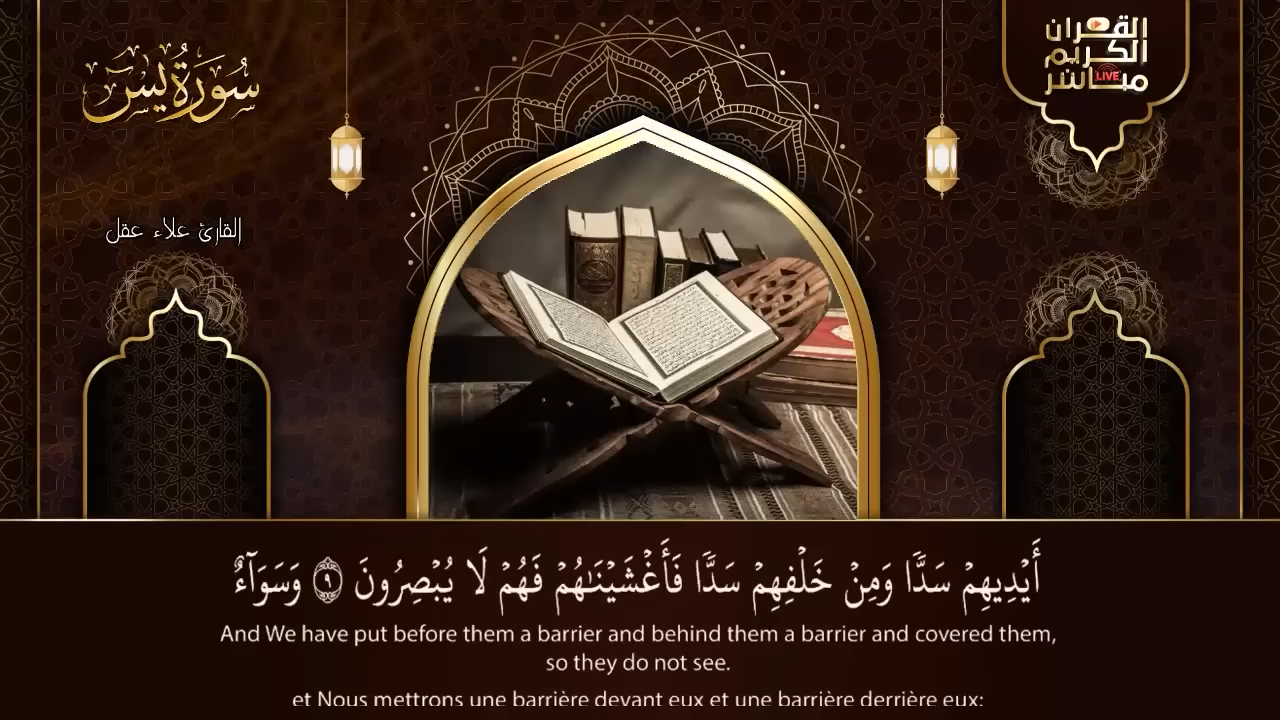 سُورَةُ يس
القرآن
الكريم
مباشر
LIVE
القارئ علاء عقل
أَيْدِيهِمْ سَدًّا وَمِنْ خَلْفِهِمْ سَدًّا فَأَغْشَيْنَٰهُمْ فَهُمْ لَا يُبْصِرُونَ ٩ وَسَوَآءٌ
And We have put before them a barrier and behind them a barrier and covered them,
so they do not see.
et Nous mettrons une barrière devant eux et une barrière derrière eux;